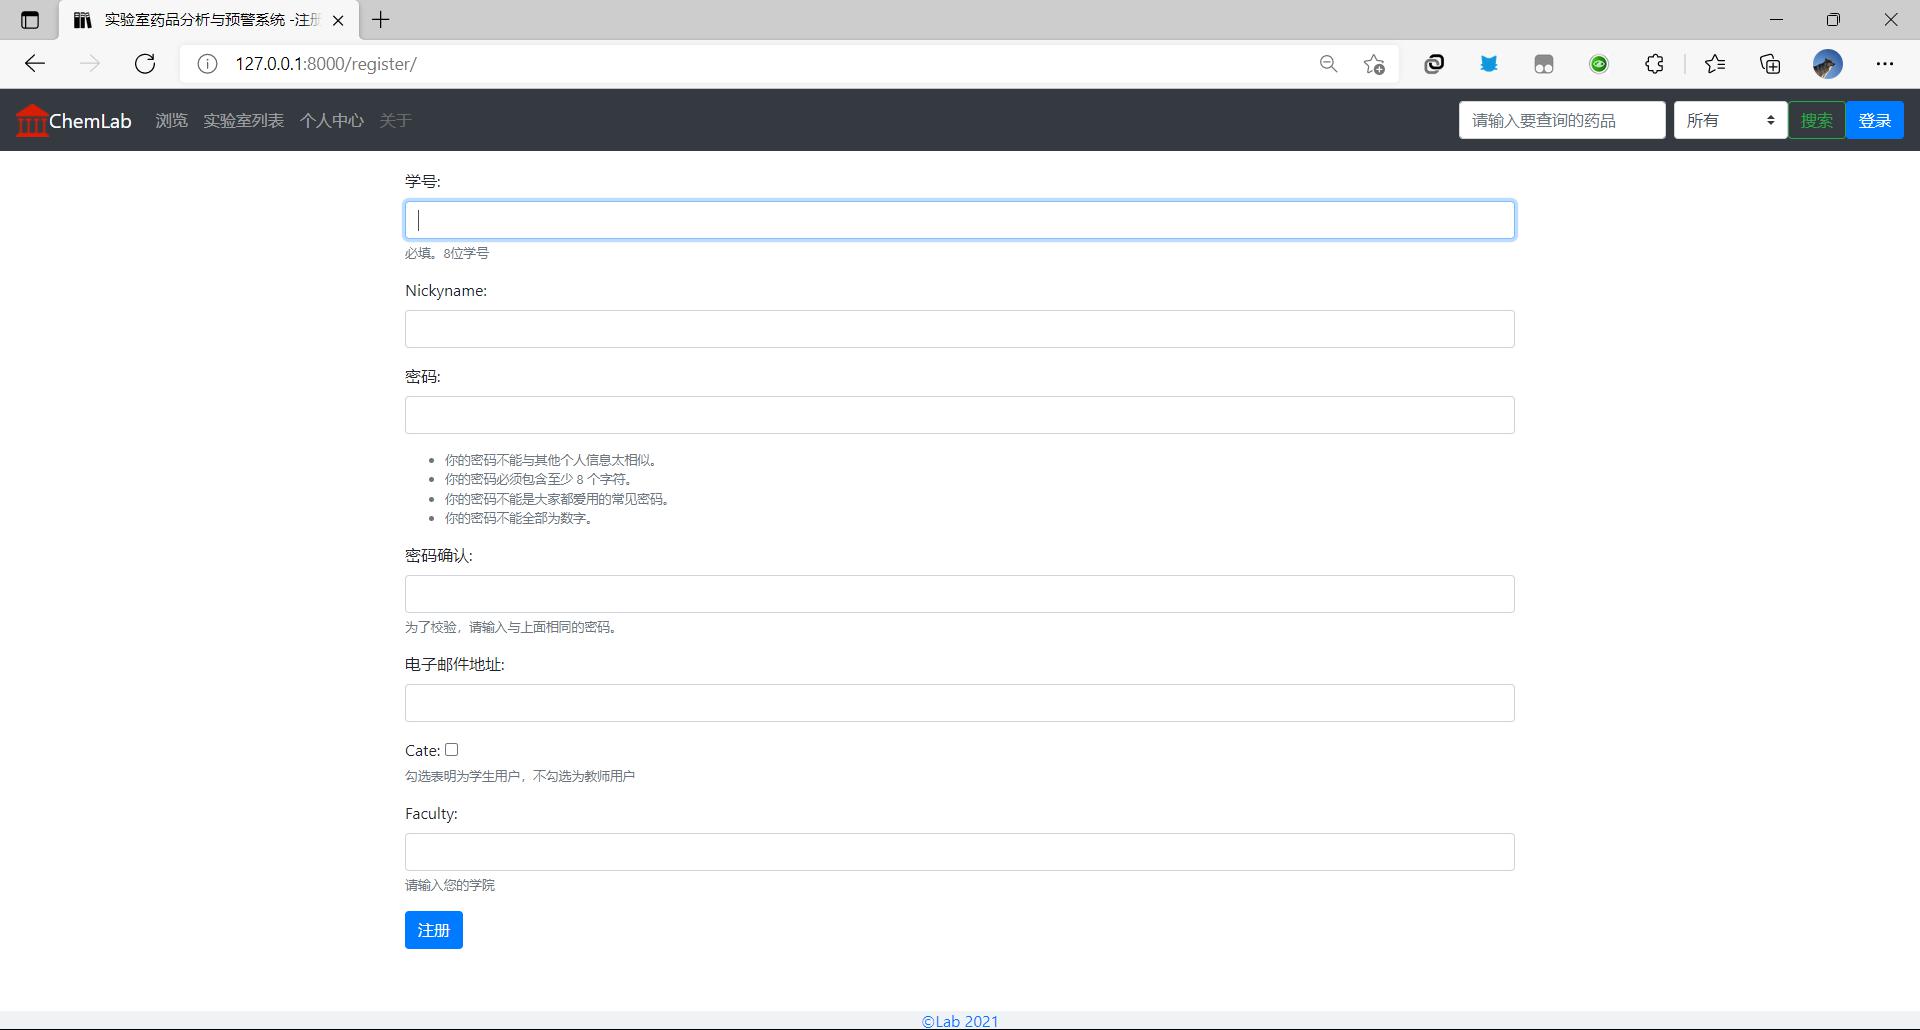 实验室药品分析与预警系统 -注册
127.0.0.1:8000/register/
ChemLab 浏览 实验室列表 个人中心 关于 请输入要查询的药品 所有 搜索 登录
学号:
必填。8位学号
Nickyname:
密码:
你的密码不能与其他个人信息太相似。
你的密码必须包含至少 8 个字符。
你的密码不能是大家都爱用的常见密码。
你的密码不能全部为数字。
密码确认:
为了校验，请输入与上面相同的密码。
电子邮件地址:
Cate:
勾选表明为学生用户，不勾选为教师用户
Faculty:
请输入您的学院
注册
©Lab 2021